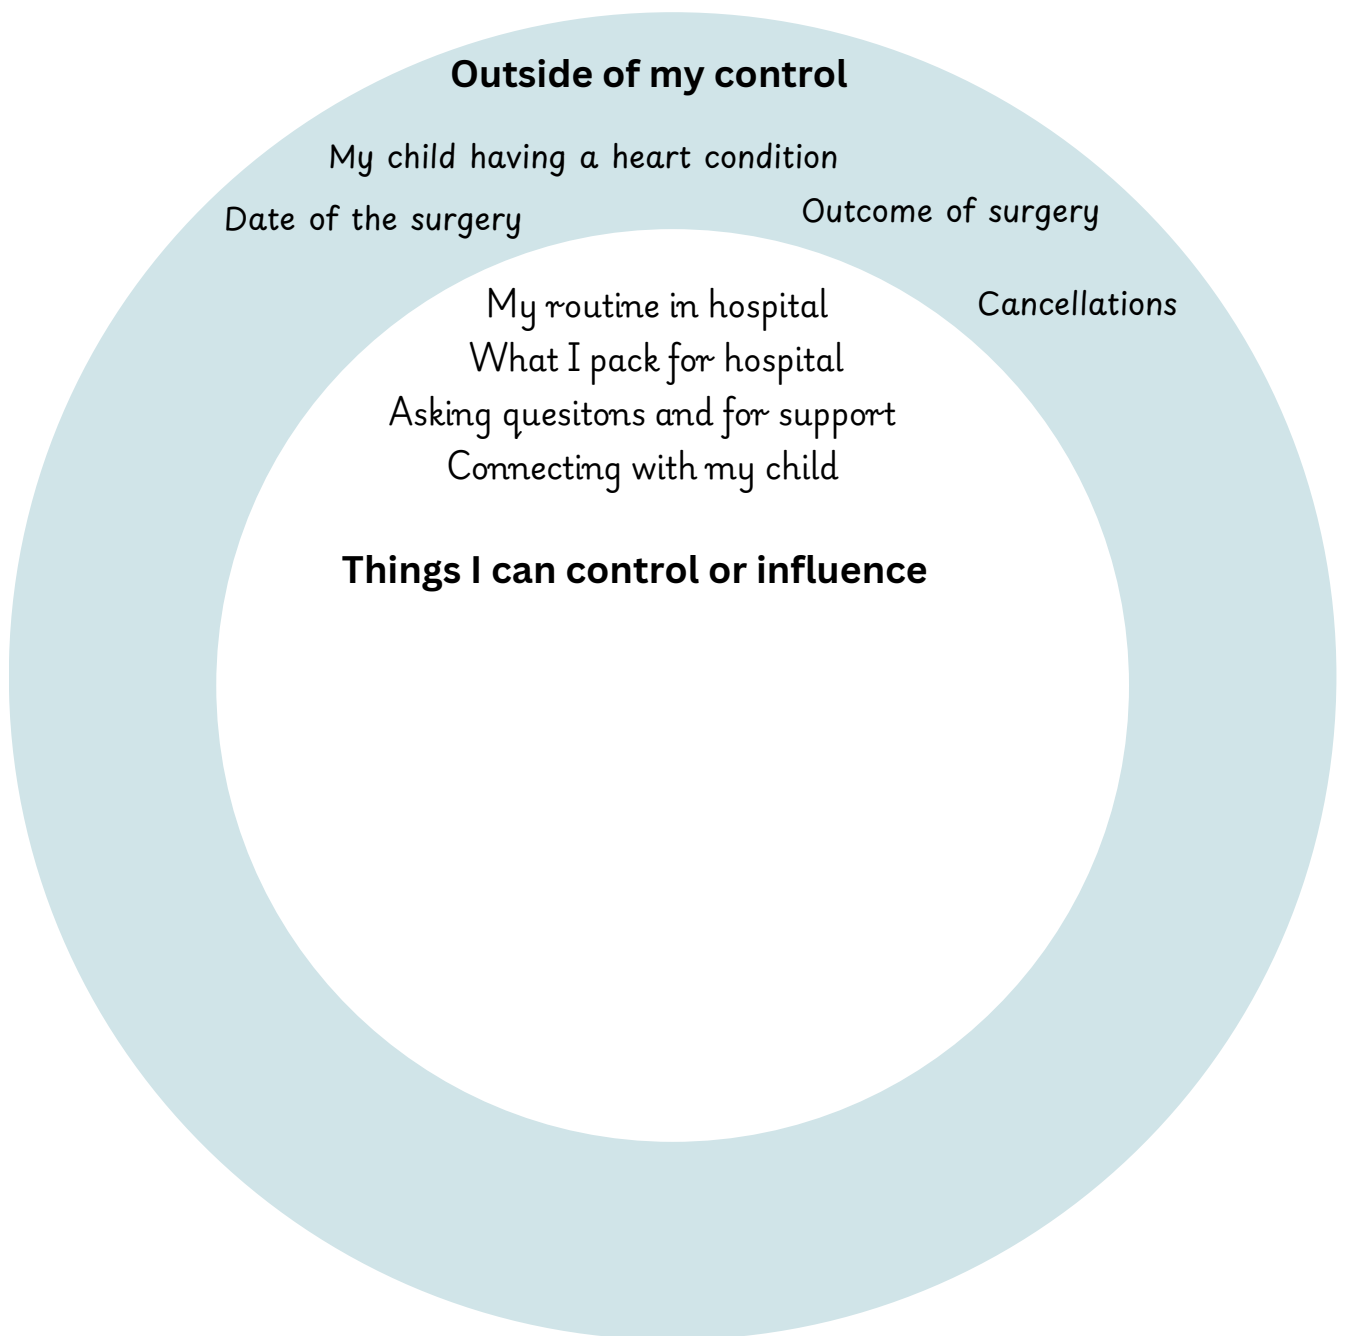 Outside of my control
My child having a heart condition
Date of the surgery
Outcome of surgery
Cancellations
My routine in hospital
What I pack for hospital
Asking quesitons and for support
Connecting with my child
Things I can control or influence